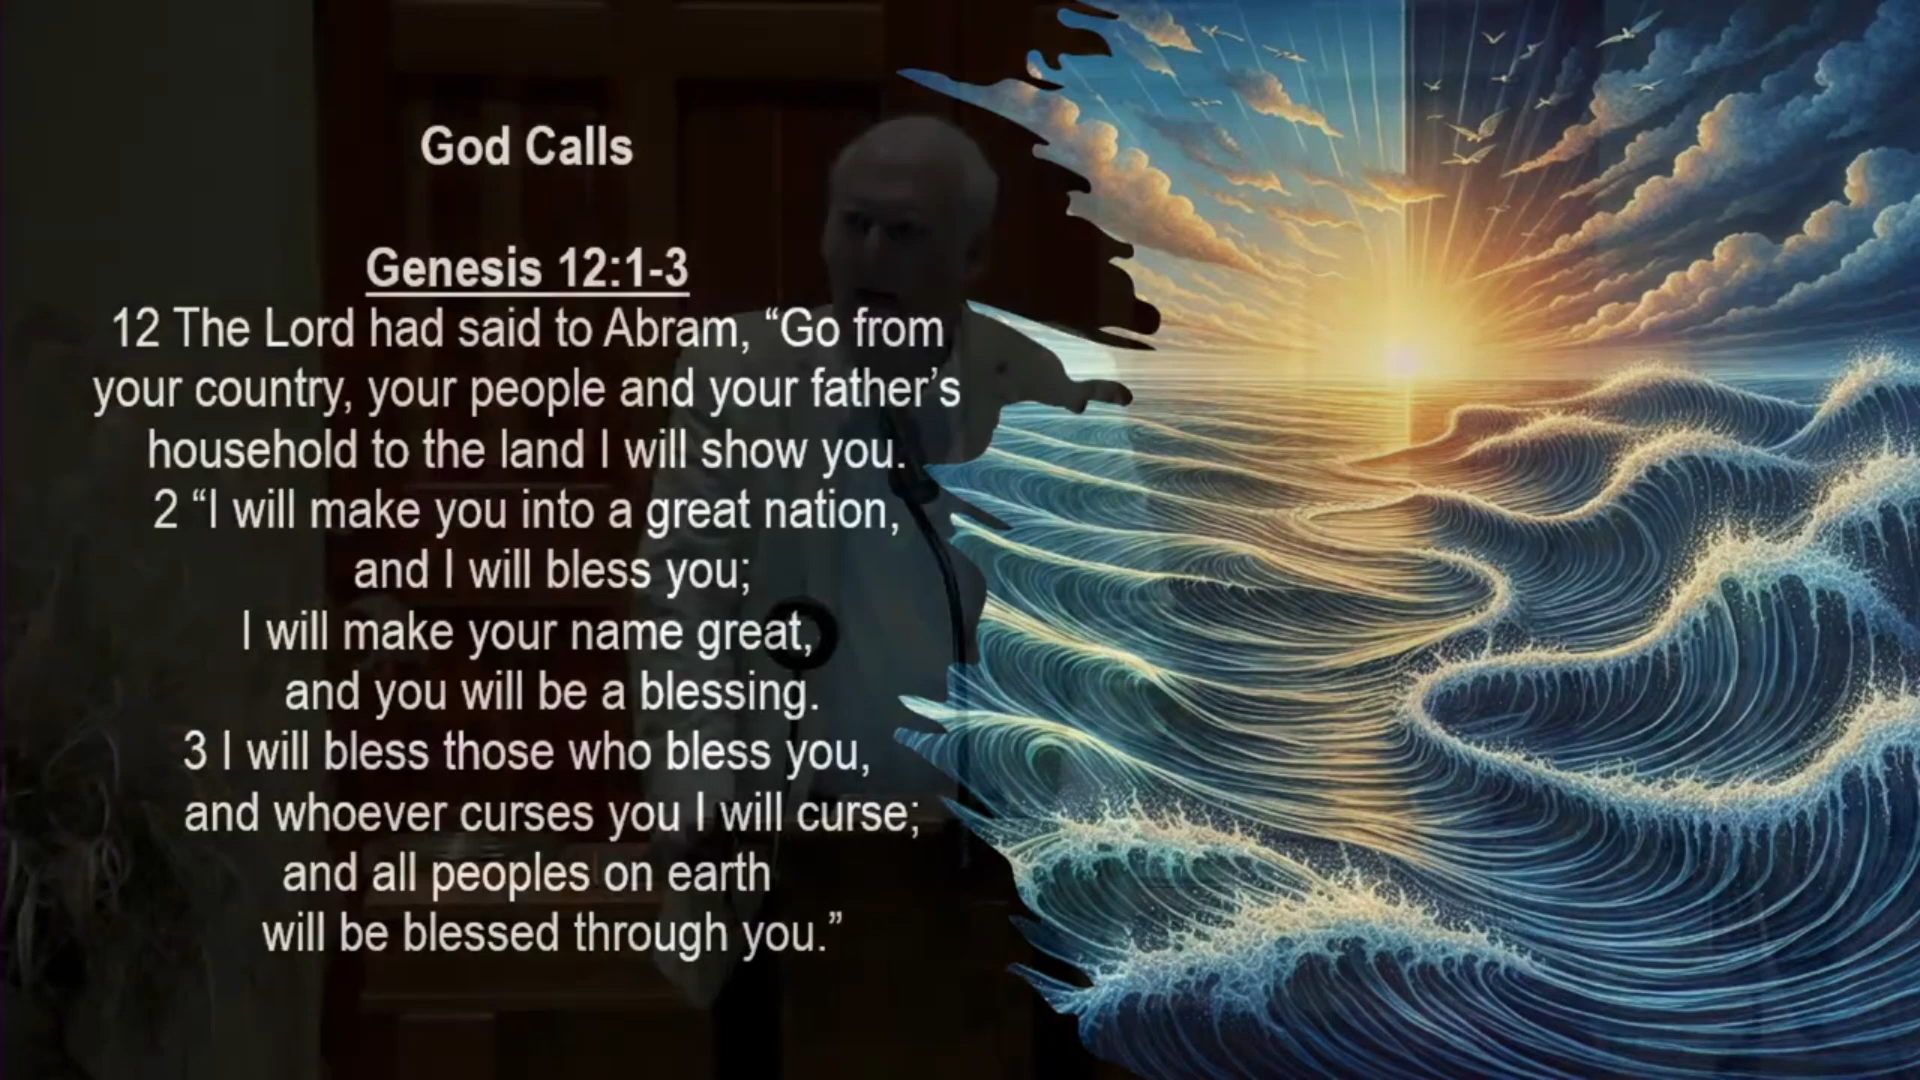 God Calls
Genesis 12:1-3
12 The Lord had said to Abram, “Go from
your country, your people and your father’s
household to the land I will show you.
2 “I will make you into a great nation,
and I will bless you;
I will make your name great,
and you will be a blessing.
3 I will bless those who bless you,
and whoever curses you I will curse;
and all peoples on earth
will be blessed through you.”